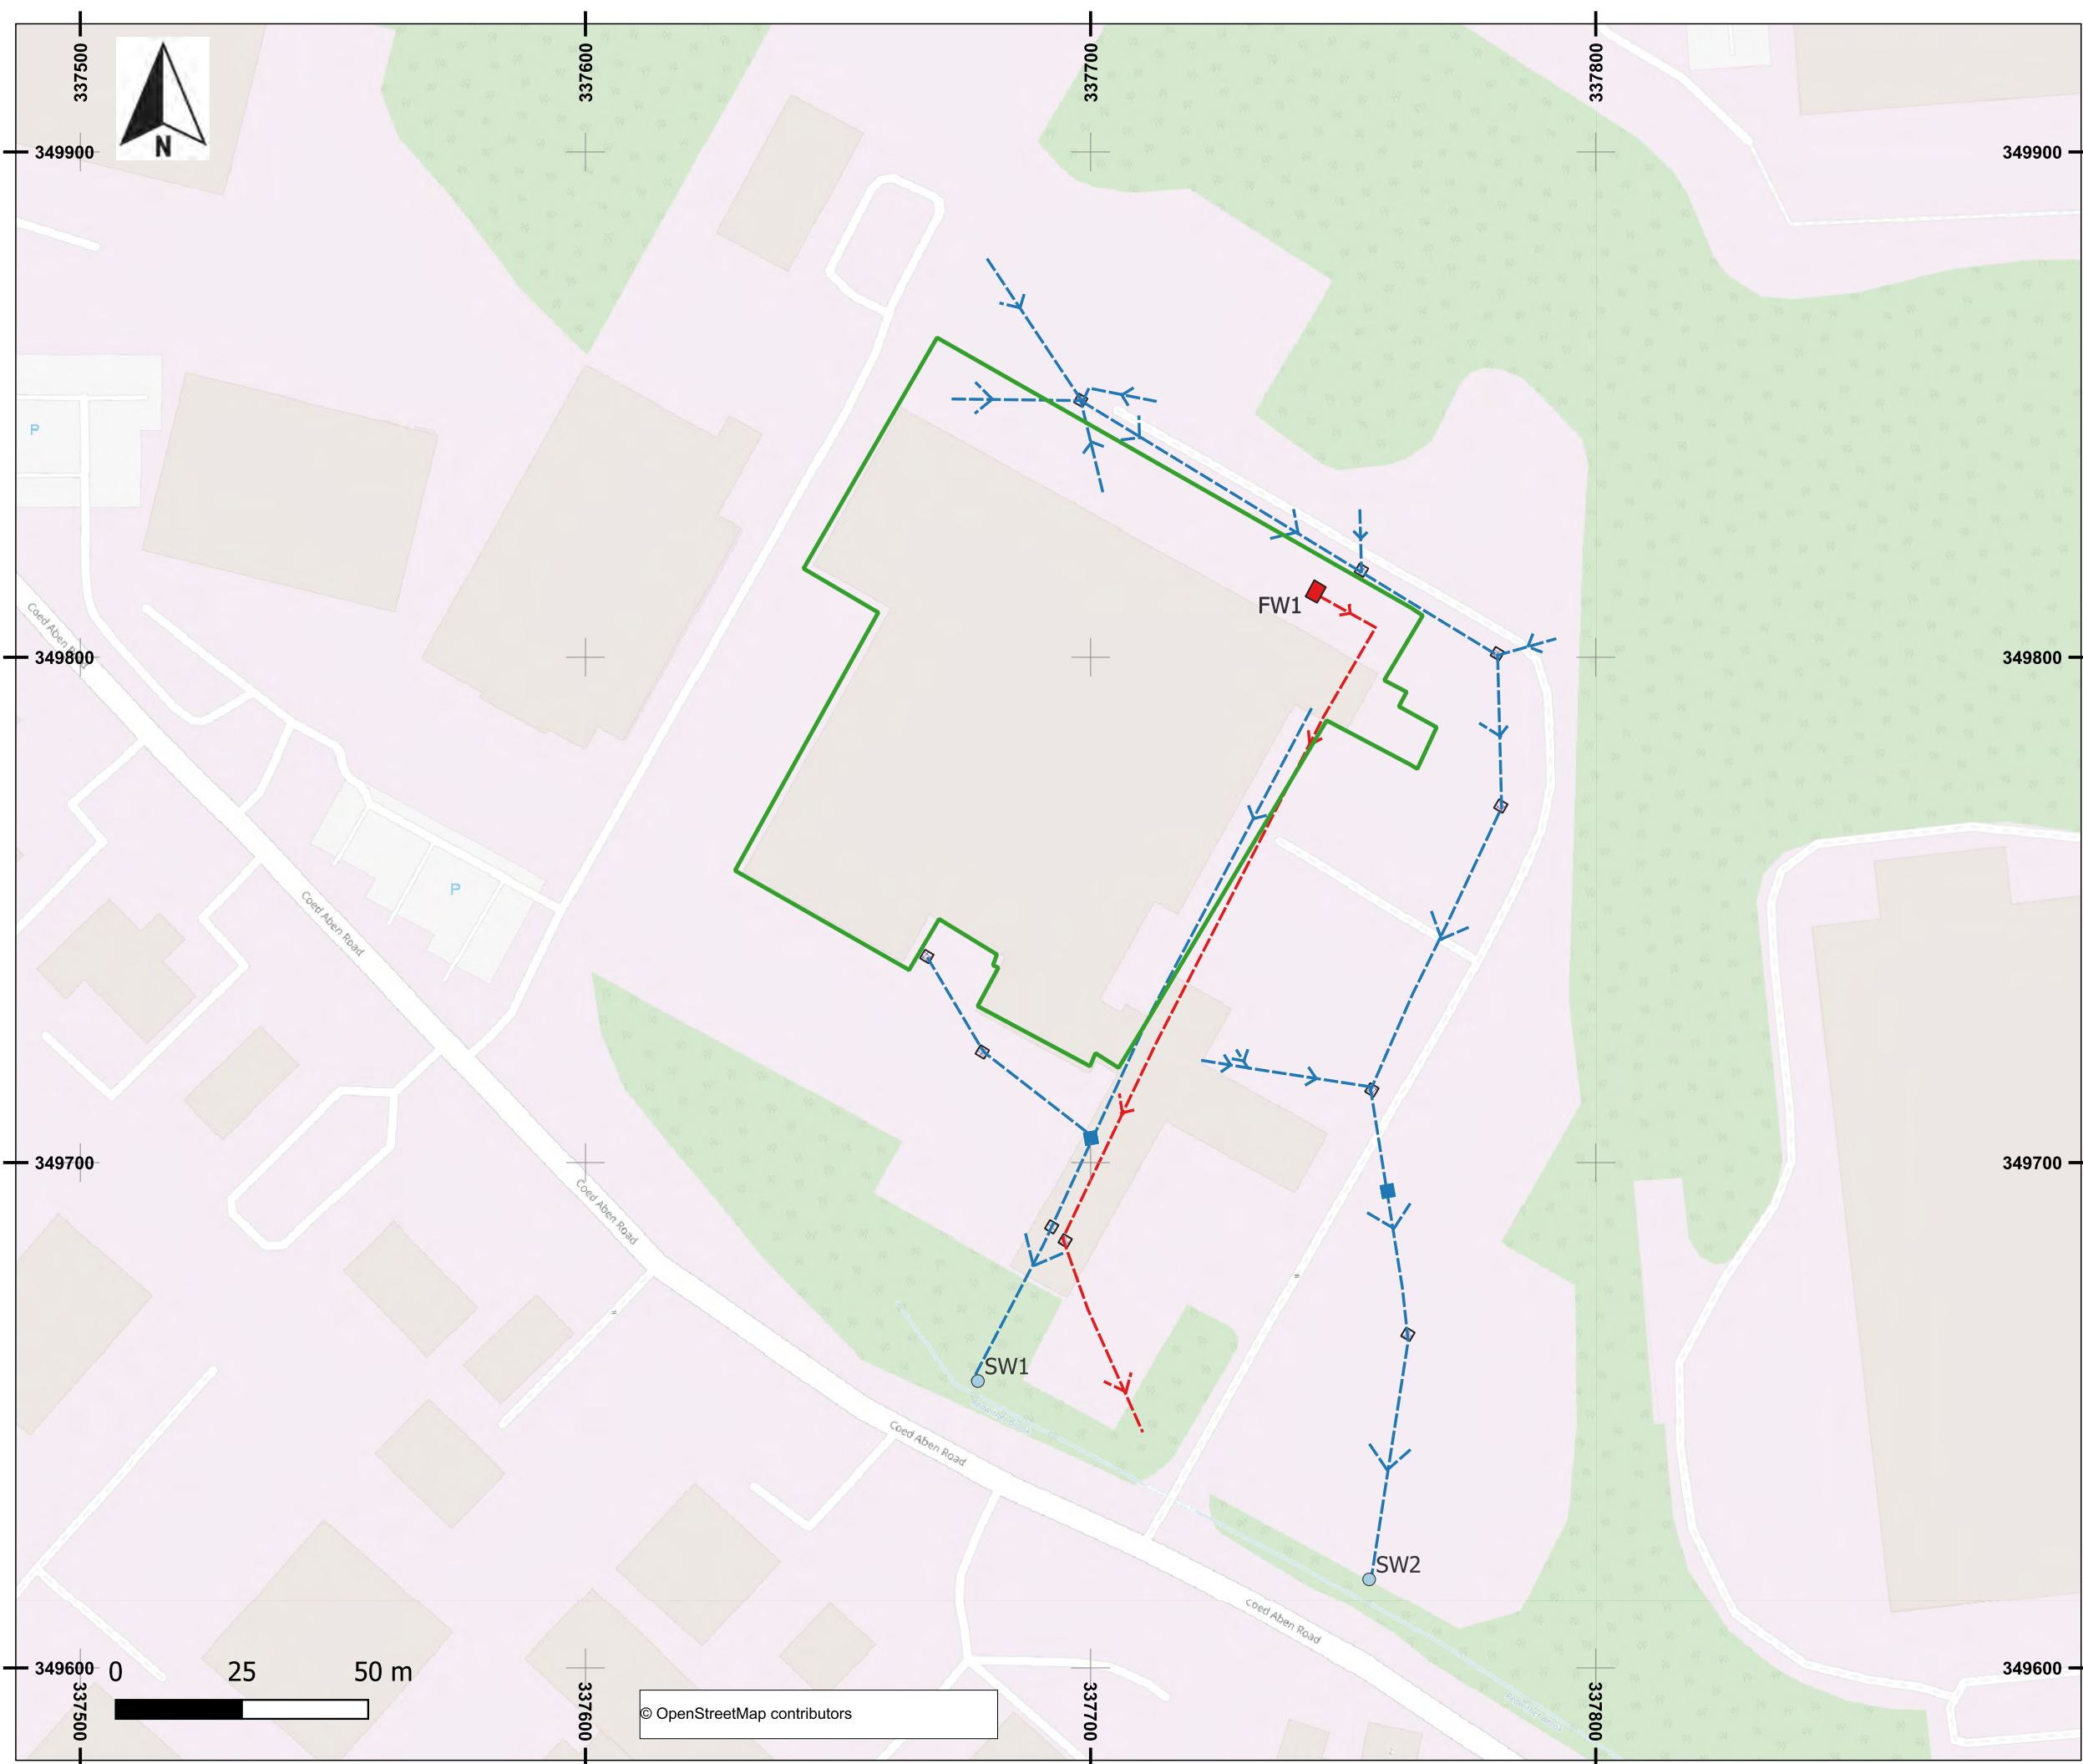 337500
337600
337700
337800
N
349900
349900
P
FW1
349800
349800
Coed Aben Road
P
Coed Aben Road
349700
349700
Coed Aben Road
SW1
Coed Aben Road
SW2
Coed Aben Road
349600
0
25
50 m
349600
© OpenStreetMap contributors
337500
337600
337700
337800